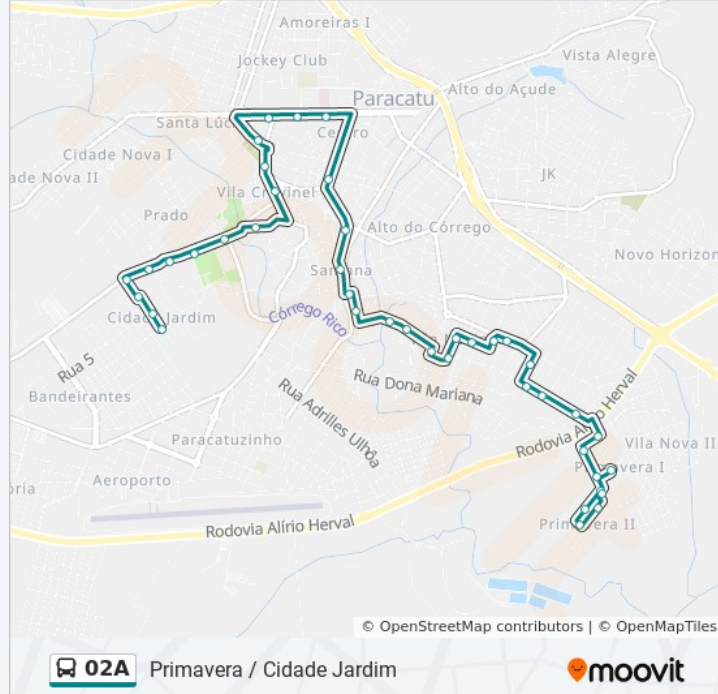 Amoreiras I
Jockey Club
Vista Alegre
Alto do Açude
Paracatu
Santa Lúc
Centro
Cidade Nova I
ade Nova II
JK
Vila Cruvinel
Prado
Alto do Córrego
Novo Horizon
Santana
Córrego Rico
Cidade Jardim
Rua 5
Bandeirantes
Rua Dona Mariana
Rua Adrilles Ulhôa
Paracatuzinho
Rodovia Alírio Herval
Vila Nova II
Primavera I
Aeroporto
ória
Rodovia Alírio Herval
Primavera II
© OpenStreetMap contributors | © OpenMapTiles
02A Primavera / Cidade Jardim
moovit